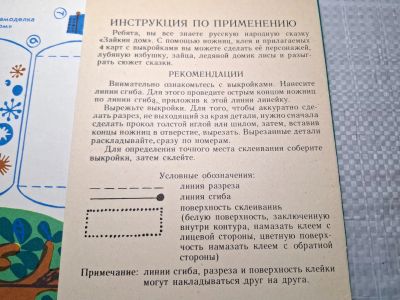 ИНСТРУКЦИЯ ПО ПРИМЕНЕНИЮ
Ребята, вы все знаете русскую народную сказку
«Зайкин дом». С помощью ножниц, клея и прилагаемых
4 карт с выкройками вы можете сделать её персонажей,
лубяную избушку, зайца, ледяной домик лисы и разыг-
рать сюжет сказки.
РЕКОМЕНДАЦИИ
Внимательно ознакомьтесь с выкройками. Нанесите
линии сгиба. Для этого проведите острым концом ножниц
по линии сгиба, приложив к этой линии линейку.
Вырежьте выкройки. Для того, чтобы аккуратно сде-
лать разрез, не выходящий за края детали, нужно сначала
сделать прокол толстой иглой или шилом, затем, вставив
концы ножниц в отверстие, вырезать. Вырезанные детали
раскладывайте, сразу по номерам.
Для определения точного места склеивания соберите
выкройки, затем склейте.
Условные обозначения:
линия разреза
линия сгиба
поверхность склеивания
(белую поверхность, заключенную
внутри контура, намазать клеем с
лицевой стороны, цветную поверх-
ность намазать клеем с обратной
стороны)
Примечание: линии сгиба, разреза и поверхность клейки
могут накладываться друг на друга.
моделка
дом»
7